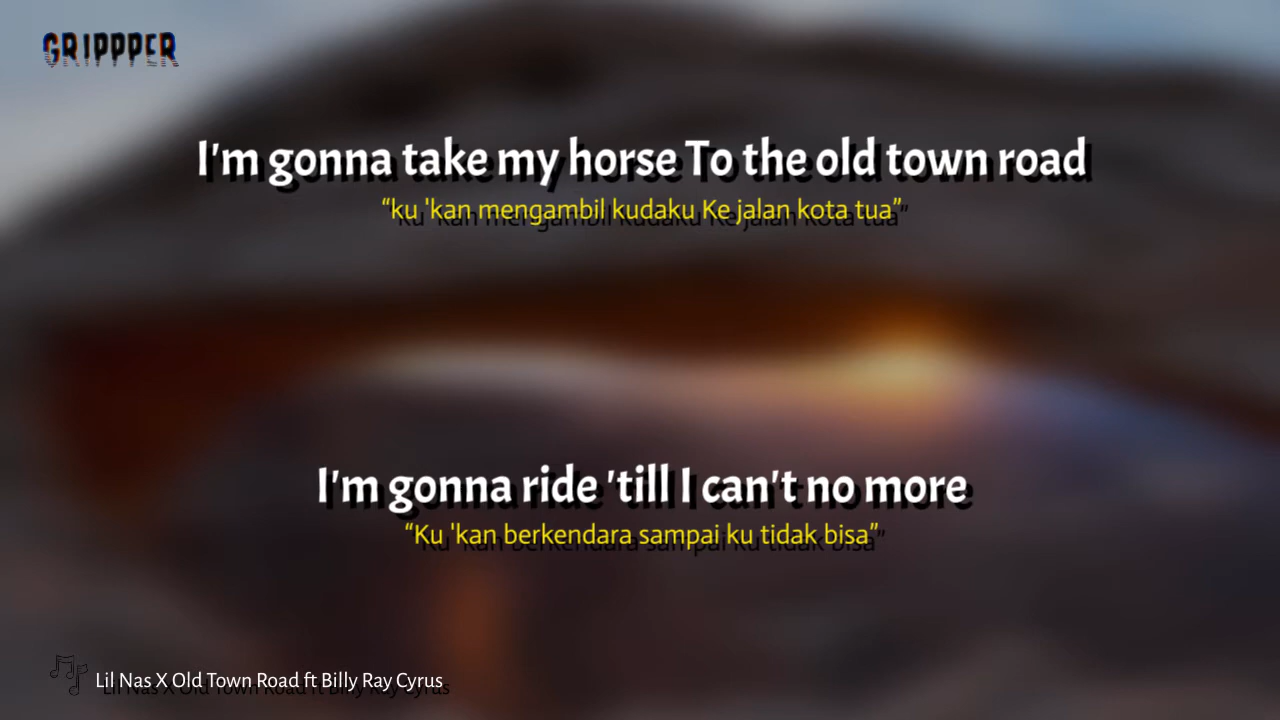 GRIPPPER
I'm gonna take my horse To the old town road
“ku 'kan mengambil kudaku Ke jalan kota tua”
I'm gonna ride 'till I can't no more
“Ku 'kan berkendara sampai ku tidak bisa”
Lil Nas X Old Town Road ft Billy Ray Cyrus